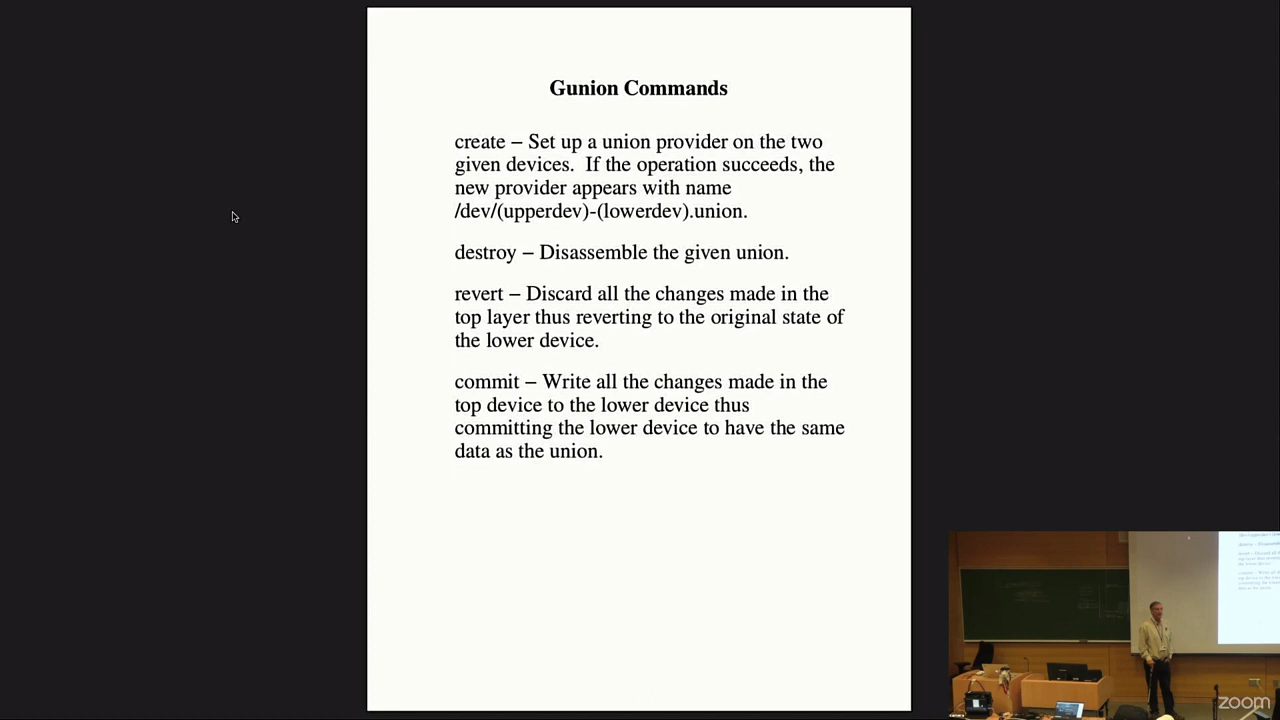 Gunion Commands
create – Set up a union provider on the two
given devices.  If the operation succeeds, the
new provider appears with name
/dev/(upperdev)-(lowerdev).union.
destroy – Disassemble the given union.
revert – Discard all the changes made in the
top layer thus reverting to the original state of
the lower device.
commit – Write all the changes made in the
top device to the lower device thus
committing the lower device to have the same
data as the union.
zoom